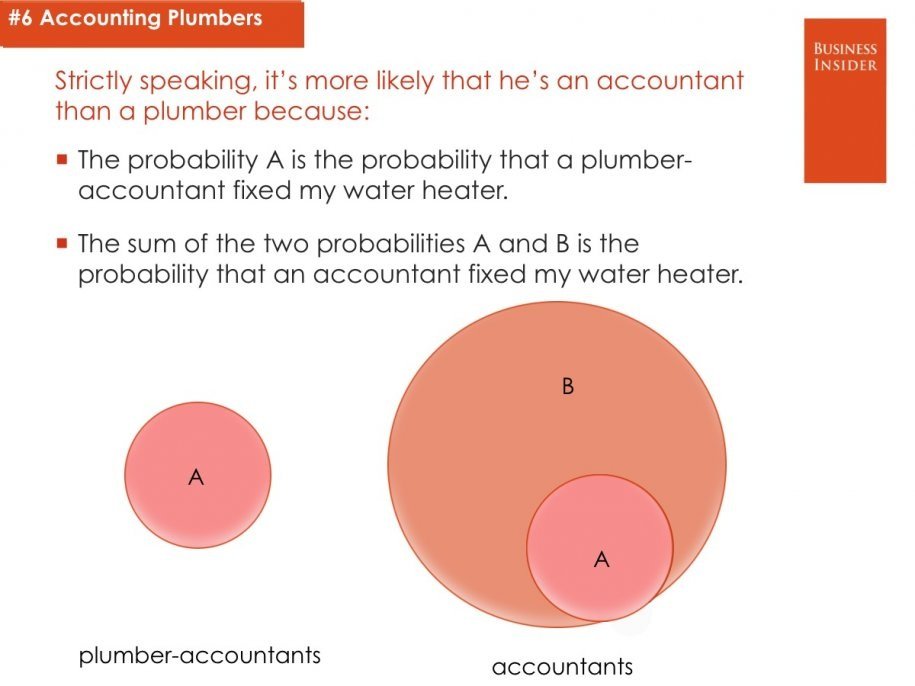 #6 Accounting Plumbers
BUSINESS
INSIDER
Strictly speaking, it’s more likely that he’s an accountant
than a plumber because:
The probability A is the probability that a plumber-
accountant fixed my water heater.
The sum of the two probabilities A and B is the
probability that an accountant fixed my water heater.
B
A
A
plumber-accountants
accountants